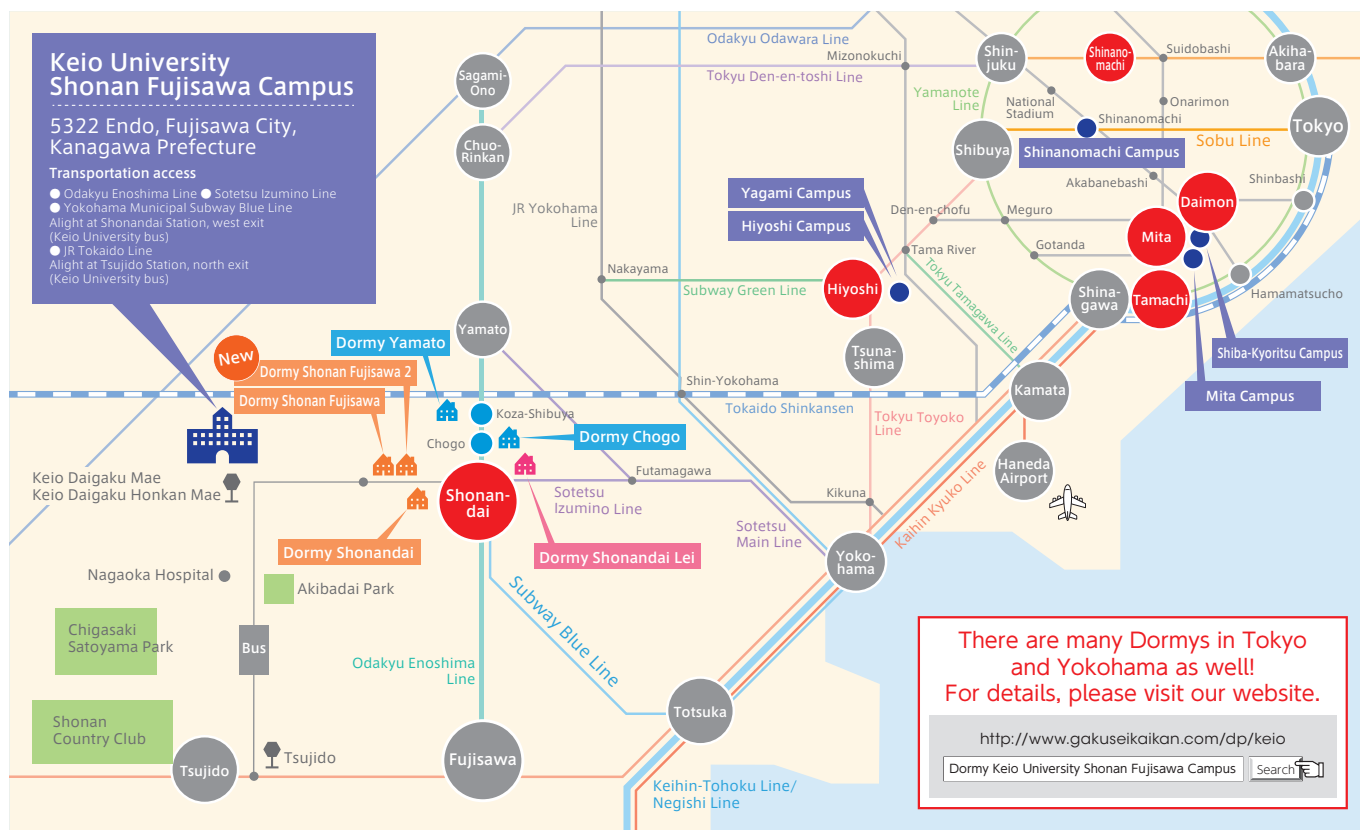 Keio University
Shonan Fujisawa Campus
5322 Endo, Fujisawa City,
Kanagawa Prefecture
Transportation access
● Odakyu Enoshima Line ● Sotetsu Izumino Line
● Yokohama Municipal Subway Blue Line
Alight at Shonandai Station, west exit
(Keio University bus)
● JR Tokaido Line
Alight at Tsujido Station, north exit
(Keio University bus)
Odakyu Odawara Line
Tokyu Den-en-toshi Line
Mizonokuchi
Sagami-
Ono
Chuo-
Rinkan
Shin-
juku
Shinano-
machi
Suidobashi
Akiha-
bara
Yamanote
Line
National
Stadium
Onarimon
Shinanomachi
Tokyo
Shibuya
Sobu Line
Shinanomachi Campus
Akabanebashi
Shinbashi
Yagami Campus
Hiyoshi Campus
JR Yokohama
Line
Den-en-chofu
Meguro
Daimon
Mita
Tama River
Gotanda
Nakayama
Subway Green Line
Hiyoshi
Tokyu Tamagawa Line
Shina-
gawa
Tamachi
Hamamatsucho
Yamato
Dormy Yamato
New
Dormy Shonan Fujisawa 2
Dormy Shonan Fujisawa
Tsuna-
shima
Shiba-Kyoritsu Campus
Mita Campus
Shin-Yokohama
Tokaido Shinkansen
Kamata
Koza-Shibuya
Chogo
Dormy Chogo
Tokyu Toyoko
Line
Haneda
Airport
Keio Daigaku Mae
Keio Daigaku Honkan Mae
Shonan-
dai
Futamagawa
Sotetsu
Izumino Line
Kikuna
Sotetsu
Main Line
Kaihin Kyuko Line
Dormy Shonandai
Dormy Shonandai Lei
Yoko-
hama
Nagaoka Hospital
Akibadai Park
Subway Blue Line
Chigasaki
Satoyama Park
Bus
Odakyu Enoshima
Line
Shonan
Country Club
Totsuka
Tsujido
Tsujido
Fujisawa
Keihin-Tohoku Line/
Negishi Line
There are many Dormys in Tokyo
and Yokohama as well!
For details, please visit our website.
http://www.gakuseikaikan.com/dp/keio
Dormy Keio University Shonan Fujisawa Campus
Search